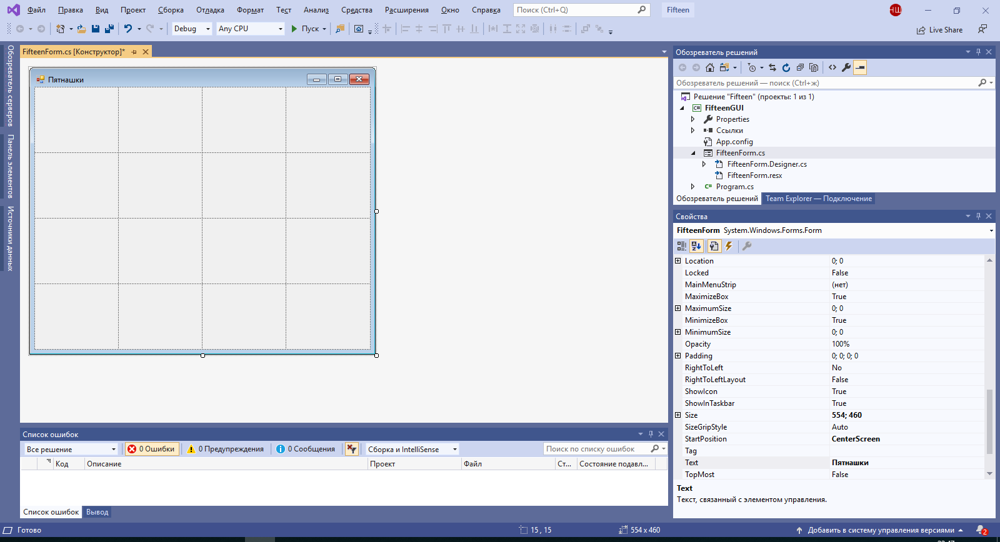 Файл Правка Вид Проект Сборка Отладка Формат Тест Анализ Средства Расширения Окно Справка Поиск (Ctrl+Q) Fifteen НШ
Debug Any CPU Пуск Live Share
Обозреватель серверов
Панель элементов
Источники данных
FifteenForm.cs [Конструктор]*
Пятнашки
Обозреватель решений
Обозреватель решений — поиск (Ctrl+ж)
Решение "Fifteen" (проекты: 1 из 1)
C# FifteenGUI
Properties
Ссылки
App.config
FifteenForm.cs
FifteenForm.Designer.cs
FifteenForm.resx
C# Program.cs
Обозреватель решений Team Explorer — Подключение
Свойства
FifteenForm System.Windows.Forms.Form
Location 0; 0
Locked False
MainMenuStrip (нет)
MaximizeBox True
MaximumSize 0; 0
MinimizeBox True
MinimumSize 0; 0
Opacity 100%
Padding 0; 0; 0; 0
RightToLeft No
RightToLeftLayout False
ShowIcon True
ShowInTaskbar True
Size 554; 460
SizeGripStyle Auto
StartPosition CenterScreen
Tag
Text Пятнашки
TopMost False
Text
Текст, связанный с элементом управления.
Список ошибок
Все решение 0 Ошибки 0 Предупреждения 0 Сообщения Сборка и IntelliSense Поиск по списку ошибок
Код Описание Проект Файл Ст... Состояние подавл...
Список ошибок Вывод
Готово 15 , 15 554 x 460 Добавить в систему управления версиями 2